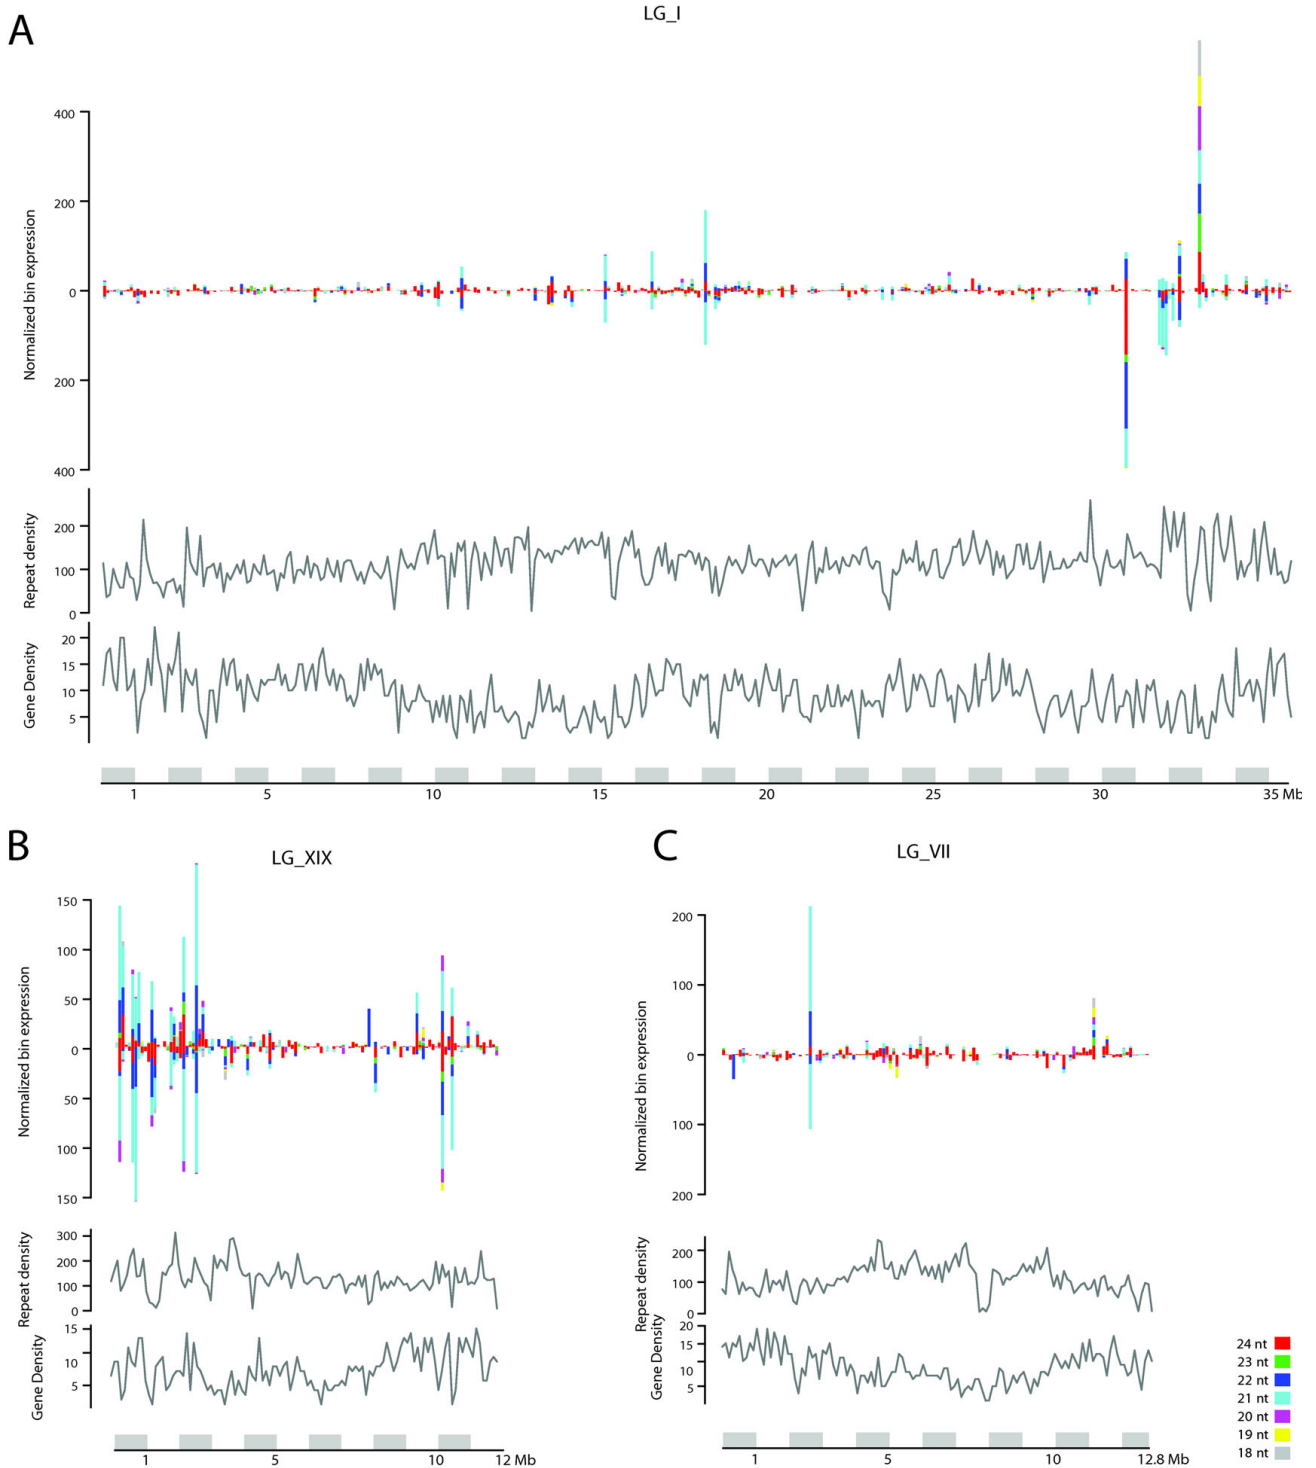 A
LG_I
Normalized bin expression
400
200
0
200
400
Repeat density
200
100
0
Gene Density
20
15
10
5
1
5
10
15
20
25
30
35 Mb
B
LG_XIX
Normalized bin expression
150
100
50
0
50
100
150
Repeat density
300
200
100
0
Gene Density
15
10
5
1
5
10
12 Mb
C
LG_VII
Normalized bin expression
200
100
0
100
200
Repeat density
200
100
0
Gene Density
20
15
10
5
1
5
10
12.8 Mb
24 nt
23 nt
22 nt
21 nt
20 nt
19 nt
18 nt